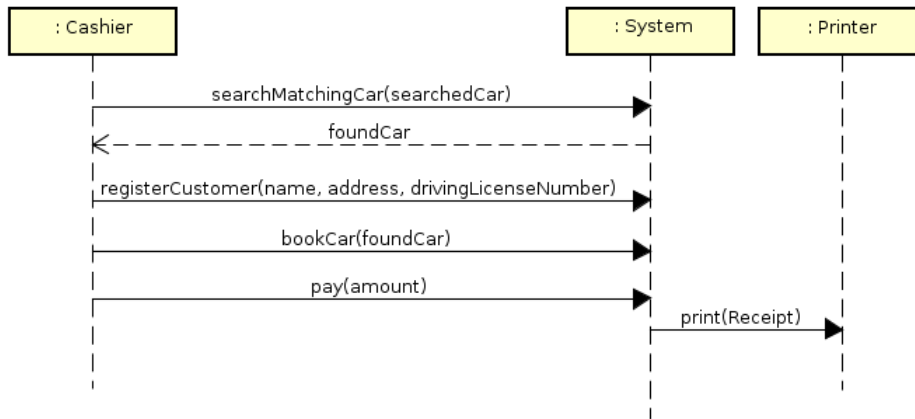 : Cashier
: System
: Printer
searchMatchingCar(searchedCar)
foundCar
registerCustomer(name, address, drivingLicenseNumber)
bookCar(foundCar)
pay(amount)
print(Receipt)